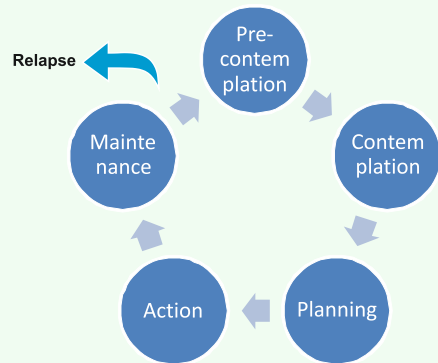 Pre-
contem
plation
Relapse
Mainte
nance
Contem
plation
Action
Planning